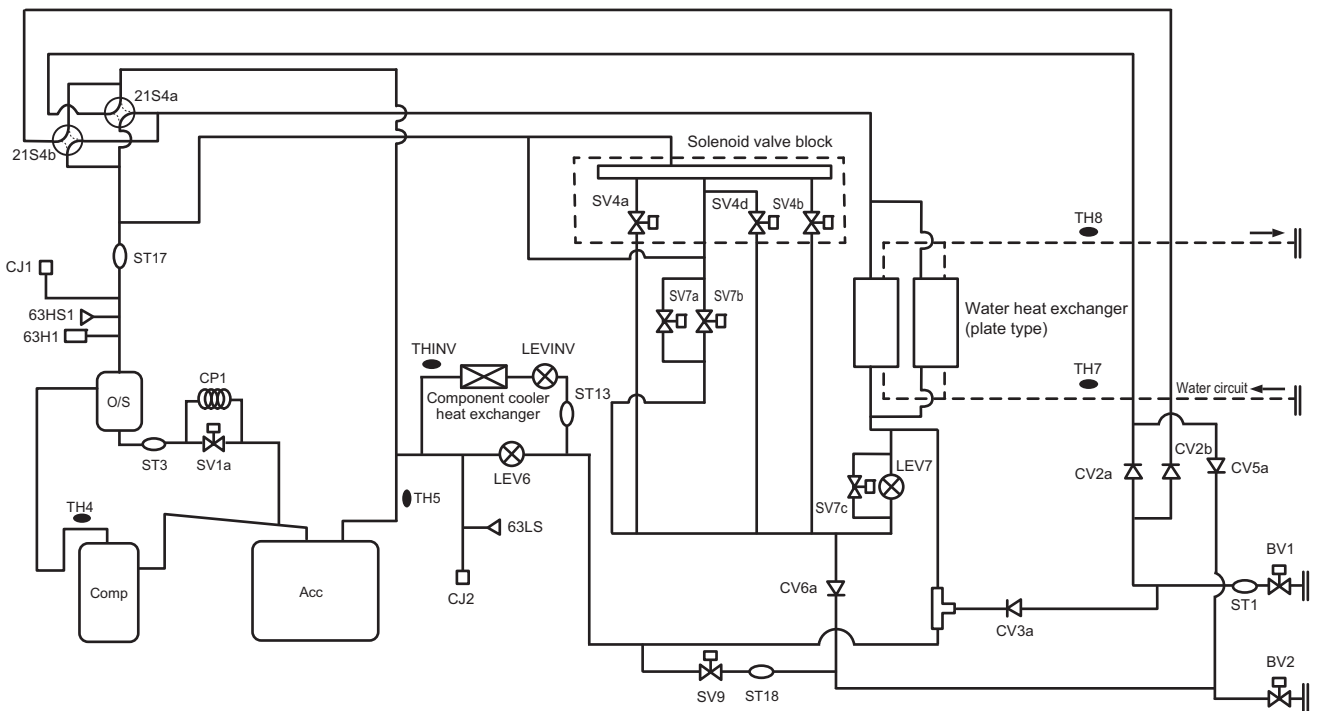 21S4a
21S4b
Solenoid valve block
SV4a
SV4d
SV4b
TH8
ST17
CJ1
63HS1
63H1
SV7a
SV7b
Water heat exchanger
(plate type)
THINV
LEVINV
TH7
Water circuit
CP1
O/S
ST13
Component cooler
heat exchanger
ST3
SV1a
LEV6
LEV7
CV2b
CV2a
CV5a
SV7c
TH4
TH5
63LS
BV1
Comp
Acc
CJ2
CV6a
ST1
CV3a
BV2
SV9
ST18